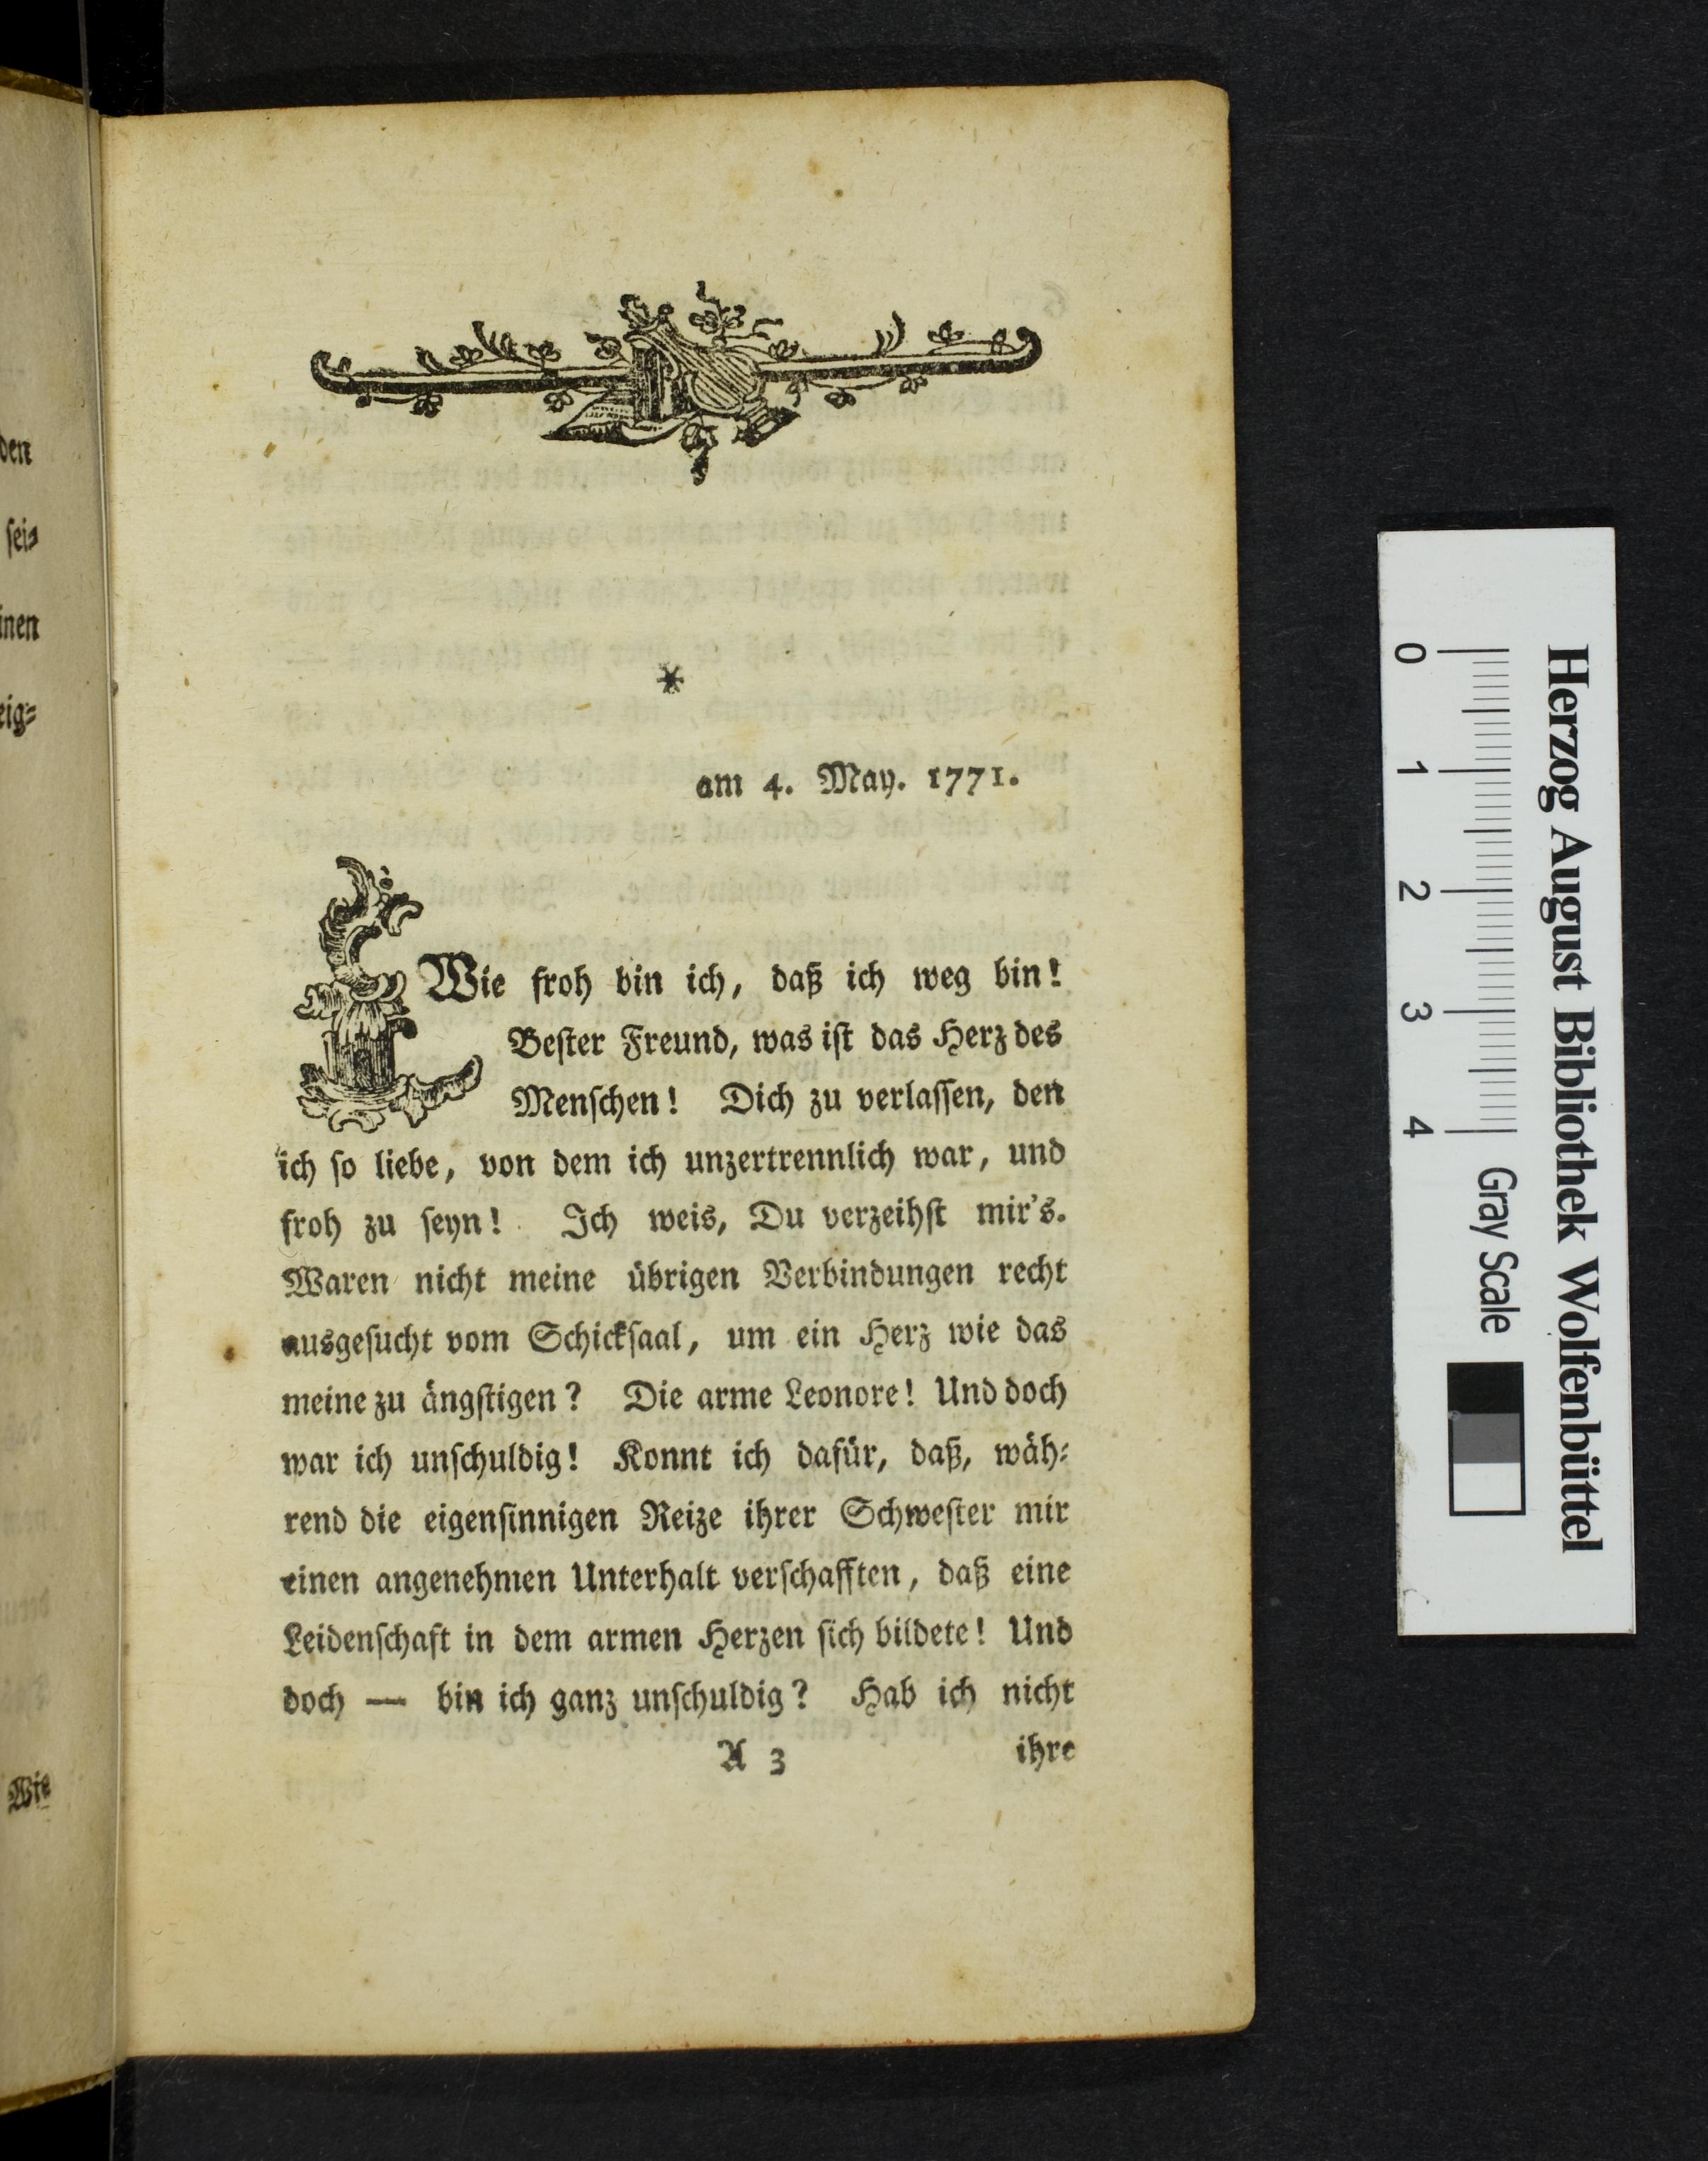 den
ſei⸗
inen
eig⸗
Wie
*
am 4. May. 1771.
Wie froh bin ich, daß ich weg bin!
Beſter Freund, was iſt das Herz des
Menſchen! Dich zu verlaſſen, den
ich ſo liebe, von dem ich unzertrennlich war, und
froh zu ſeyn! Ich weis, Du verzeihſt mir's.
Waren nicht meine übrigen Verbindungen recht
ausgeſucht vom Schickſaal, um ein Herz wie das
meine zu ängſtigen? Die arme Leonore! Und doch
war ich unſchuldig! Konnt ich dafür, daß, wäh⸗
rend die eigenſinnigen Reize ihrer Schweſter mir
einen angenehmen Unterhalt verſchafften, daß eine
Leidenſchaft in dem armen Herzen ſich bildete! Und
doch — bin ich ganz unſchuldig? Hab ich nicht
A 3 ihre
Herzog August Bibliothek Wolfenbüttel
0 1 2 3 4 Gray Scale